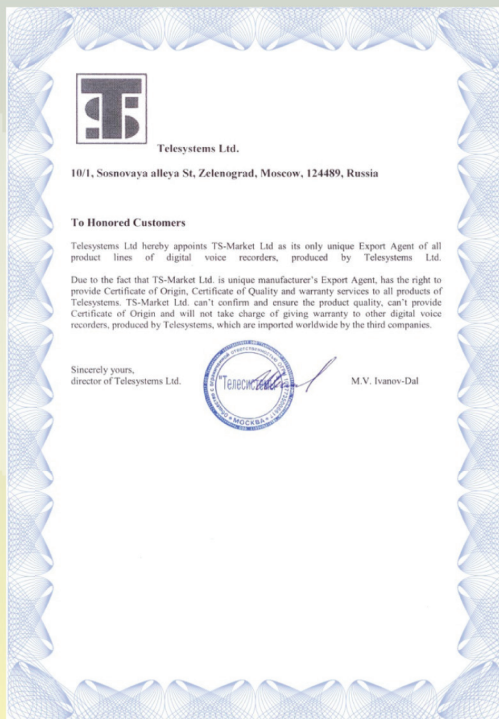 Telesystems Ltd.
10/1, Sosnovaya alleya St, Zelenograd, Moscow, 124489, Russia
To Honored Customers
Telesystems Ltd hereby appoints TS-Market Ltd as its only unique Export Agent of all
product lines of digital voice recorders, produced by Telesystems Ltd.
Due to the fact that TS-Market Ltd. is unique manufacturer's Export Agent, has the right to
provide Certificate of Origin, Certificate of Quality and warranty services to all products of
Telesystems. TS-Market Ltd. can't confirm and ensure the product quality, can't provide
Certificate of Origin and will not take charge of giving warranty to other digital voice
recorders, produced by Telesystems, which are imported worldwide by the third companies.
Sincerely yours,
director of Telesystems Ltd.
"Телесистемы"
МОСКВА
M.V. Ivanov-Dal